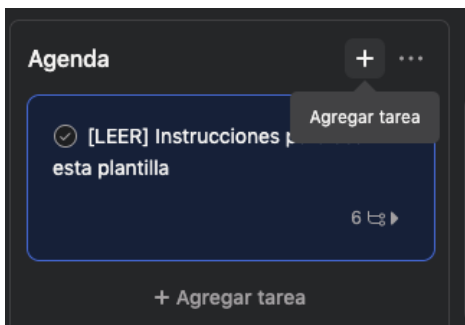 Agenda
Agregar tarea
[LEER] Instrucciones
esta plantilla
6
+ Agregar tarea